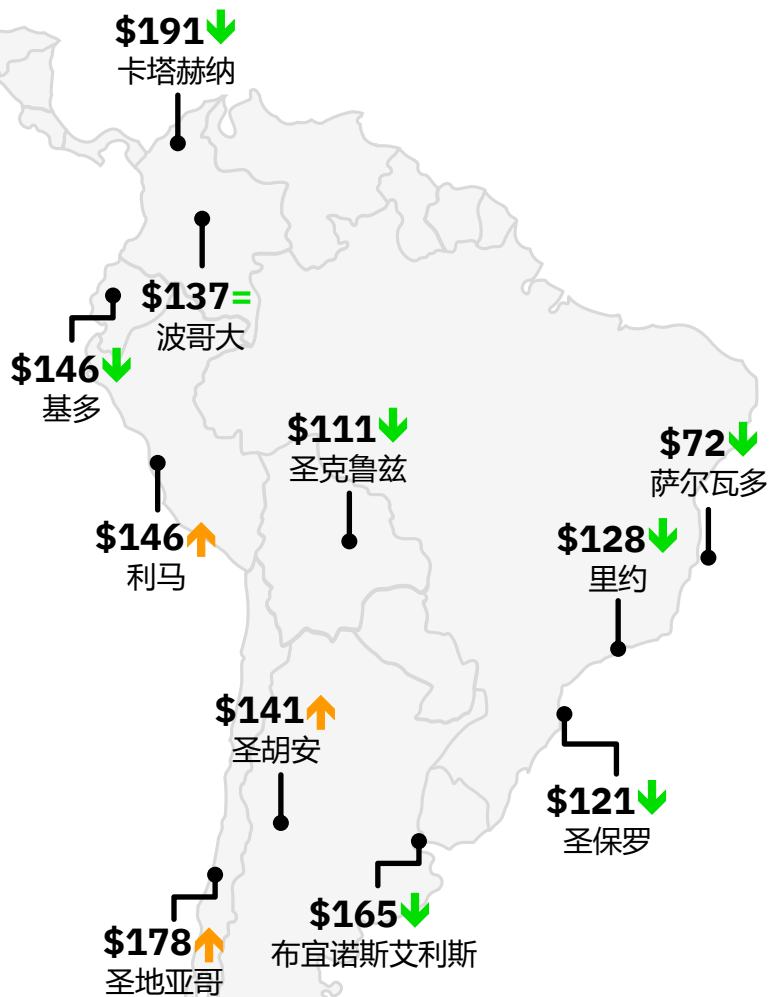 $191
卡塔赫纳
$137=
波哥大
$146
基多
$111
圣克鲁兹
$72
萨尔瓦多
$146
利马
$128
里约
$141
圣胡安
$121
圣保罗
$165
布宜诺斯艾利斯
$178
圣地亚哥